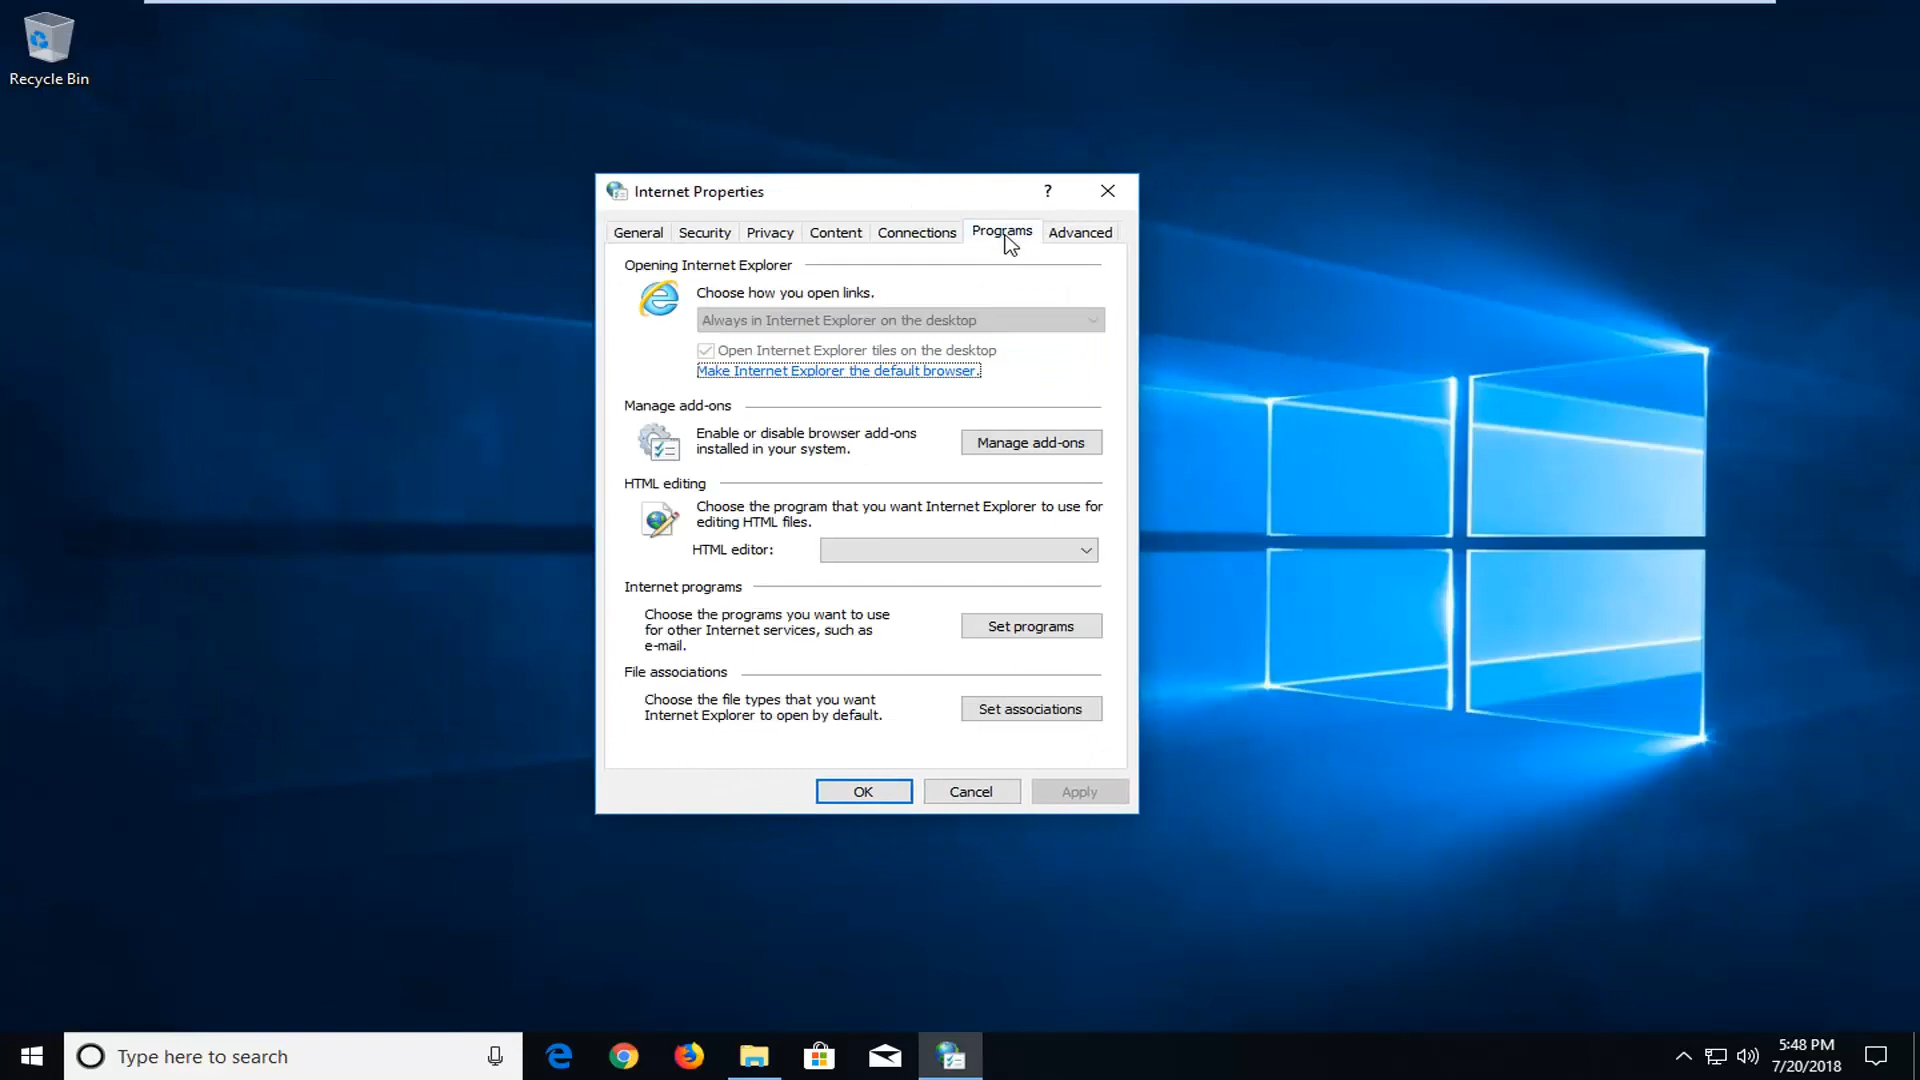 Recycle Bin
Internet Properties
?
General Security Privacy Content Connections Programs Advanced
Opening Internet Explorer
Choose how you open links.
Always in Internet Explorer on the desktop
Open Internet Explorer tiles on the desktop
Make Internet Explorer the default browser.
Manage add-ons
Enable or disable browser add-ons
installed in your system.
Manage add-ons
HTML editing
Choose the program that you want Internet Explorer to use for
editing HTML files.
HTML editor:
Internet programs
Choose the programs you want to use
for other Internet services, such as
e-mail.
Set programs
File associations
Choose the file types that you want
Internet Explorer to open by default.
Set associations
OK Cancel Apply
Type here to search
5:48 PM
7/20/2018